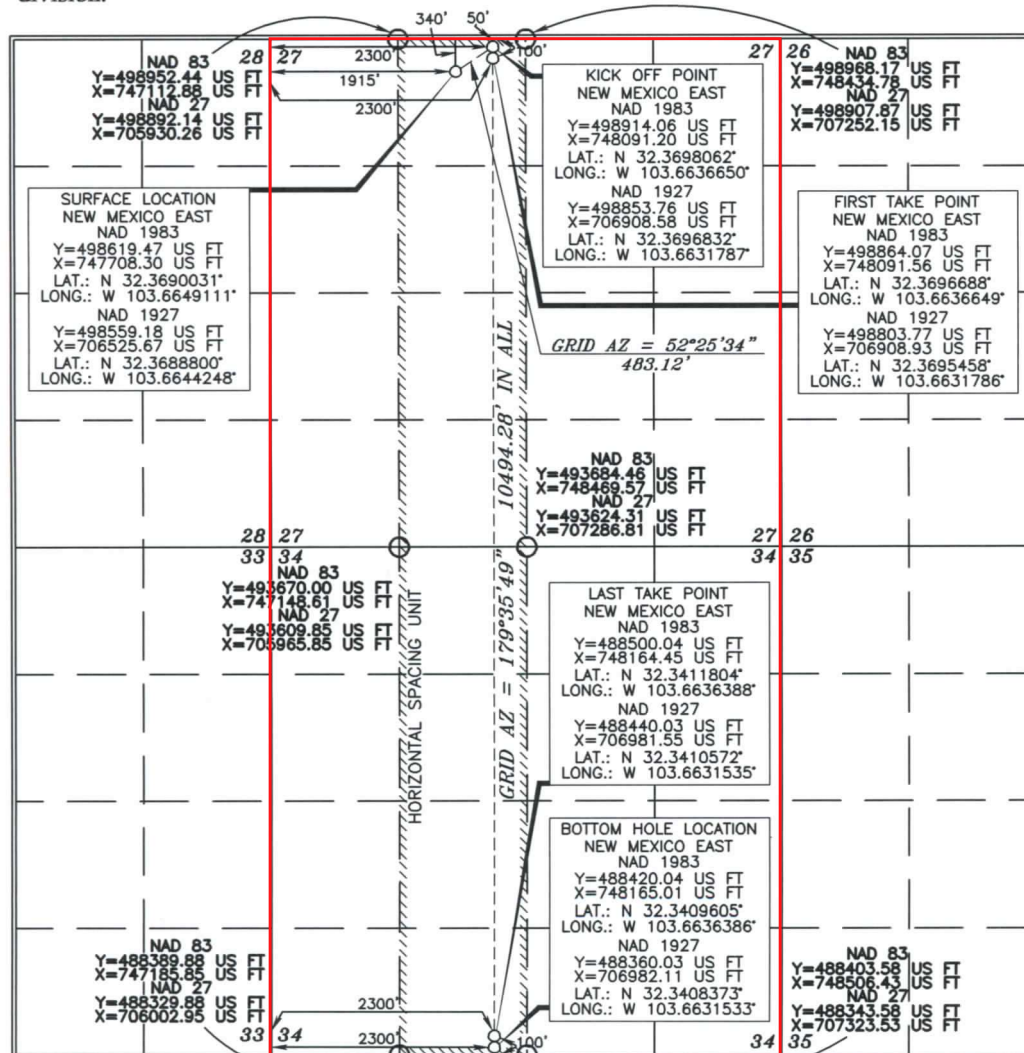 DIVISION.
340'
50'
28 27
2300'
100'
27 26
1915'
2300'
NAD 83
Y=498952.44 US FT
X=747112.88 US FT
NAD 27
Y=498892.14 US FT
X=705930.26 US FT
KICK OFF POINT
NEW MEXICO EAST
NAD 1983
Y=498914.06 US FT
X=748091.20 US FT
LAT.: N 32.3698062°
LONG.: W 103.6636650°
NAD 1927
Y=498853.76 US FT
X=706908.58 US FT
LAT.: N 32.3696832°
LONG.: W 103.6631787°
NAD 83
Y=498968.17 US FT
X=748434.78 US FT
NAD 27
Y=498907.87 US FT
X=707252.15 US FT
SURFACE LOCATION
NEW MEXICO EAST
NAD 1983
Y=498619.47 US FT
X=747708.30 US FT
LAT.: N 32.3690031°
LONG.: W 103.6649111°
NAD 1927
Y=498559.18 US FT
X=706525.67 US FT
LAT.: N 32.3688800°
LONG.: W 103.6644248°
FIRST TAKE POINT
NEW MEXICO EAST
NAD 1983
Y=498864.07 US FT
X=748091.56 US FT
LAT.: N 32.3696688°
LONG.: W 103.6636649°
NAD 1927
Y=498803.77 US FT
X=706908.93 US FT
LAT.: N 32.3695458°
LONG.: W 103.6631786°
GRID AZ = 52°25'34"
483.12'
10494.28' IN ALL
GRID AZ = 179°35'49"
HORIZONTAL SPACING UNIT
NAD 83
Y=493684.46 US FT
X=748469.57 US FT
NAD 27
Y=493624.31 US FT
X=707286.81 US FT
28 27
33 34
27 26
34 35
NAD 83
Y=493670.00 US FT
X=747148.61 US FT
NAD 27
Y=493609.85 US FT
X=705965.85 US FT
LAST TAKE POINT
NEW MEXICO EAST
NAD 1983
Y=488500.04 US FT
X=748164.45 US FT
LAT.: N 32.3411804°
LONG.: W 103.6636388°
NAD 1927
Y=488440.03 US FT
X=706981.55 US FT
LAT.: N 32.3410572°
LONG.: W 103.6631535°
BOTTOM HOLE LOCATION
NEW MEXICO EAST
NAD 1983
Y=488420.04 US FT
X=748165.01 US FT
LAT.: N 32.3409605°
LONG.: W 103.6636386°
NAD 1927
Y=488360.03 US FT
X=706982.11 US FT
LAT.: N 32.3408373°
LONG.: W 103.6631533°
NAD 83
Y=488389.88 US FT
X=747185.85 US FT
NAD 27
Y=488329.88 US FT
X=706002.95 US FT
NAD 83
Y=488403.58 US FT
X=748506.43 US FT
NAD 27
Y=488343.58 US FT
X=707323.53 US FT
2300'
33 34
2300'
100'
34 35